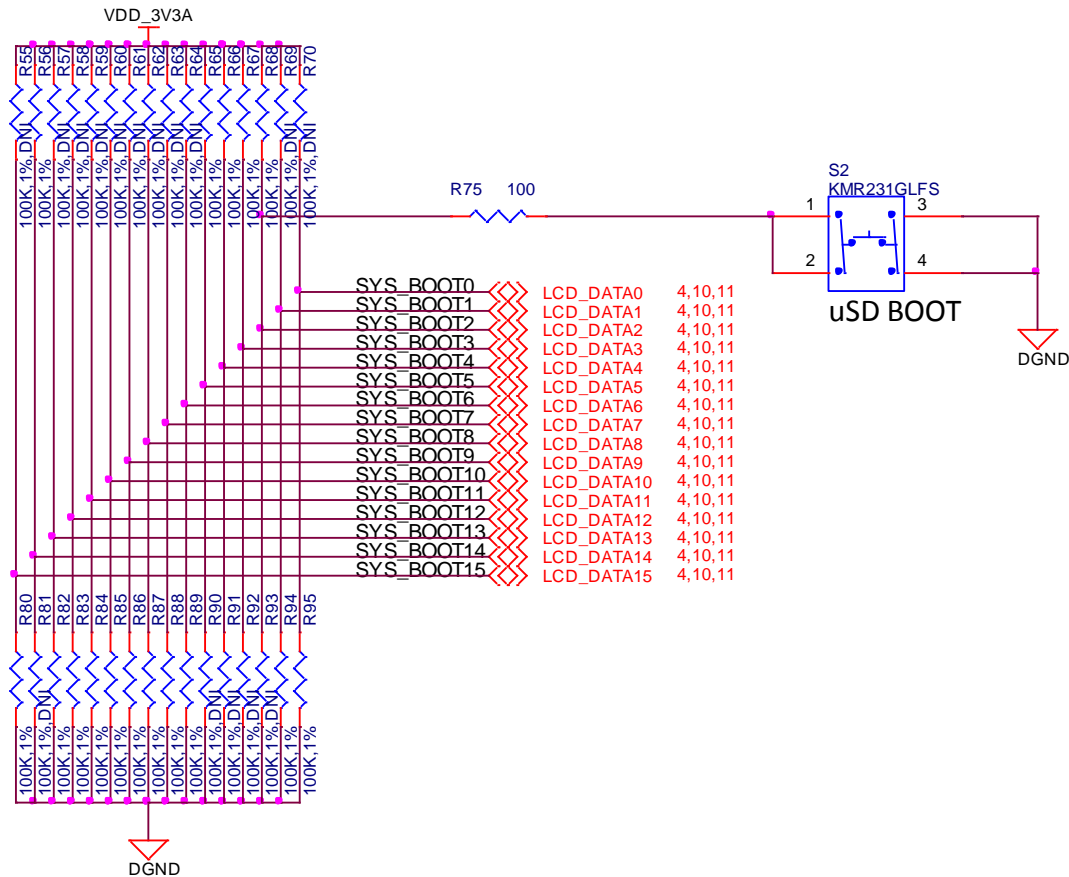 VDD_3V3A
R55
R56
R57
R58
R59
R60
R61
R62
R63
R64
R65
R66
R67
R68
R69
R70
100K,1%,DNI
100K,1%
100K,1%,DNI
100K,1%,DNI
100K,1%,DNI
100K,1%,DNI
100K,1%,DNI
100K,1%,DNI
100K,1%,DNI
100K,1%,DNI
100K,1%
100K,1%
100K,1%
100K,1%
100K,1%,DNI
100K,1%,DNI
R75 100
S2
KMR231GLFS
1 3
2 4
uSD BOOT
DGND
SYS_BOOT0 LCD_DATA0 4,10,11
SYS_BOOT1 LCD_DATA1 4,10,11
SYS_BOOT2 LCD_DATA2 4,10,11
SYS_BOOT3 LCD_DATA3 4,10,11
SYS_BOOT4 LCD_DATA4 4,10,11
SYS_BOOT5 LCD_DATA5 4,10,11
SYS_BOOT6 LCD_DATA6 4,10,11
SYS_BOOT7 LCD_DATA7 4,10,11
SYS_BOOT8 LCD_DATA8 4,10,11
SYS_BOOT9 LCD_DATA9 4,10,11
SYS_BOOT10 LCD_DATA10 4,10,11
SYS_BOOT11 LCD_DATA11 4,10,11
SYS_BOOT12 LCD_DATA12 4,10,11
SYS_BOOT13 LCD_DATA13 4,10,11
SYS_BOOT14 LCD_DATA14 4,10,11
SYS_BOOT15 LCD_DATA15 4,10,11
R80
R81
R82
R83
R84
R85
R86
R87
R88
R89
R90
R91
R92
R93
R94
R95
100K,1%
100K,1%,DNI
100K,1%
100K,1%
100K,1%
100K,1%
100K,1%
100K,1%
100K,1%
100K,1%
100K,1%,DNI
100K,1%,DNI
100K,1%,DNI
100K,1%,DNI
100K,1%
100K,1%
DGND